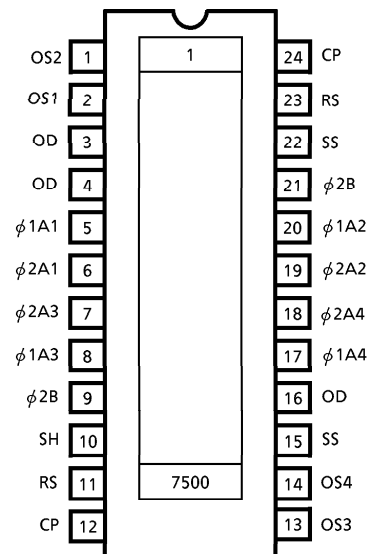 OS2 1 1 24 CP
OS1 2 23 RS
OD 3 22 SS
OD 4 21 ϕ2B
ϕ1A1 5 20 ϕ1A2
ϕ2A1 6 19 ϕ2A2
ϕ2A3 7 18 ϕ2A4
ϕ1A3 8 17 ϕ1A4
ϕ2B 9 16 OD
SH 10 15 SS
RS 11 7500 14 OS4
CP 12 13 OS3